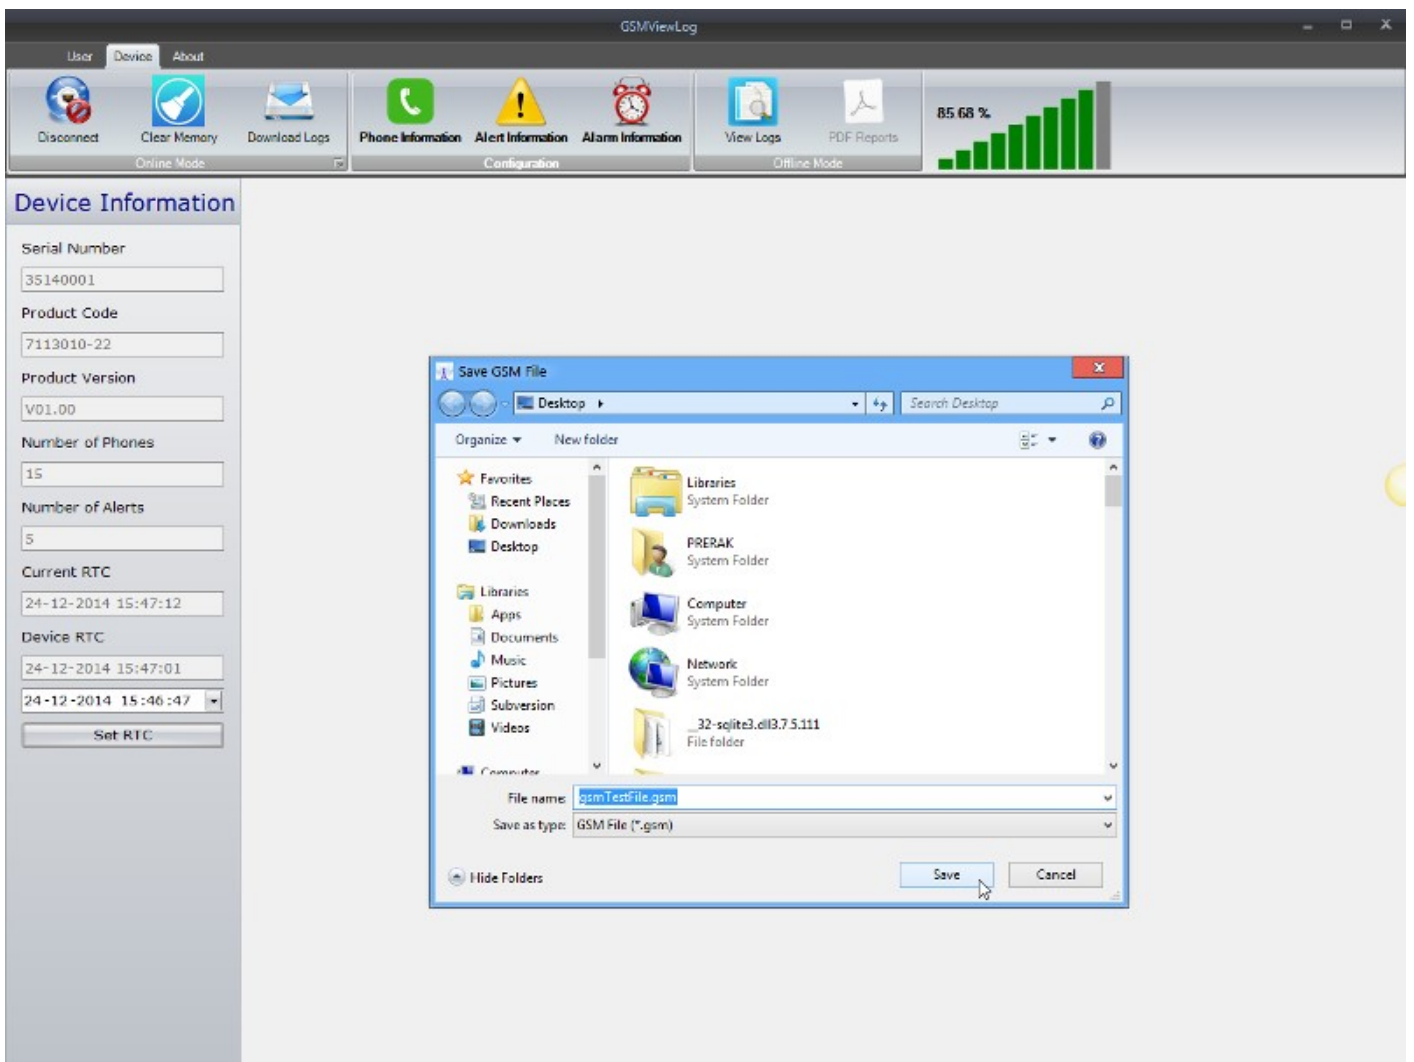 GSMViewLog
User Device About
Disconnect Clear Memory Download Logs Phone Information Alert Information Alarm Information View Logs PDF Reports 85.68 %
Online Mode Configuration Offline Mode
Device Information
Serial Number
35140001
Product Code
7113010-22
Product Version
V01.00
Number of Phones
15
Number of Alerts
5
Current RTC
24-12-2014 15:47:12
Device RTC
24-12-2014 15:47:01
24-12-2014 15:46:47
Set RTC
Save GSM File
Desktop
Search Desktop
Organize New folder
Favorites
Recent Places
Downloads
Desktop
Libraries
Apps
Documents
Music
Pictures
Subversion
Videos
Computer
Libraries
System Folder
PRERAK
System Folder
Computer
System Folder
Network
System Folder
__32-sqlite3.dll3.7.5.111
File folder
File name: gsmTestFile.gsm
Save as type: GSM File (*.gsm)
Hide Folders
Save Cancel